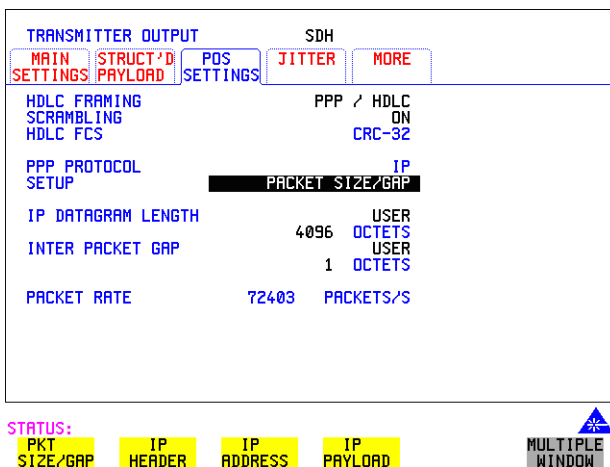 TRANSMITTER OUTPUT SDH
MAIN SETTINGS
STRUCT'D PAYLOAD
POS SETTINGS
JITTER
MORE
HDLC FRAMING PPP / HDLC
SCRAMBLING ON
HDLC FCS CRC-32
PPP PROTOCOL IP
SETUP PACKET SIZE/GAP
IP DATAGRAM LENGTH USER
4096 OCTETS
INTER PACKET GAP USER
1 OCTETS
PACKET RATE 72403 PACKETS/S
STATUS:
PKT SIZE/GAP
IP HEADER
IP ADDRESS
IP PAYLOAD
MULTIPLE WINDOW